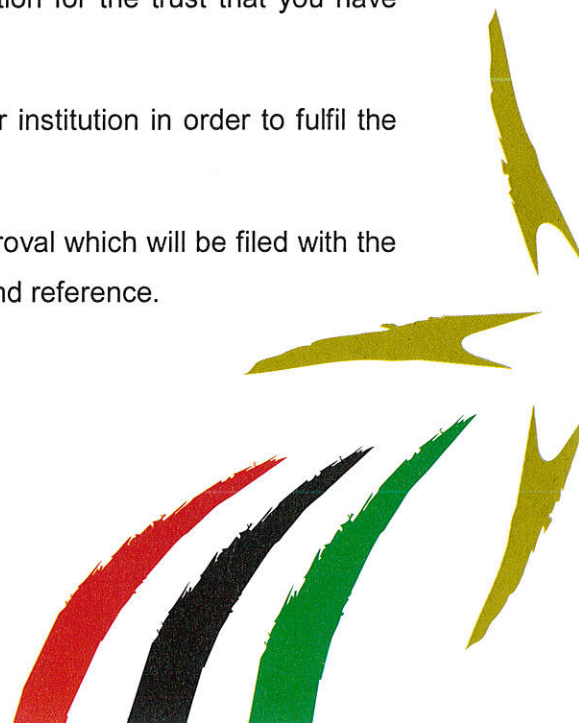 tion for the trust that you have
r institution in order to fulfil the
roval which will be filed with the
nd reference.